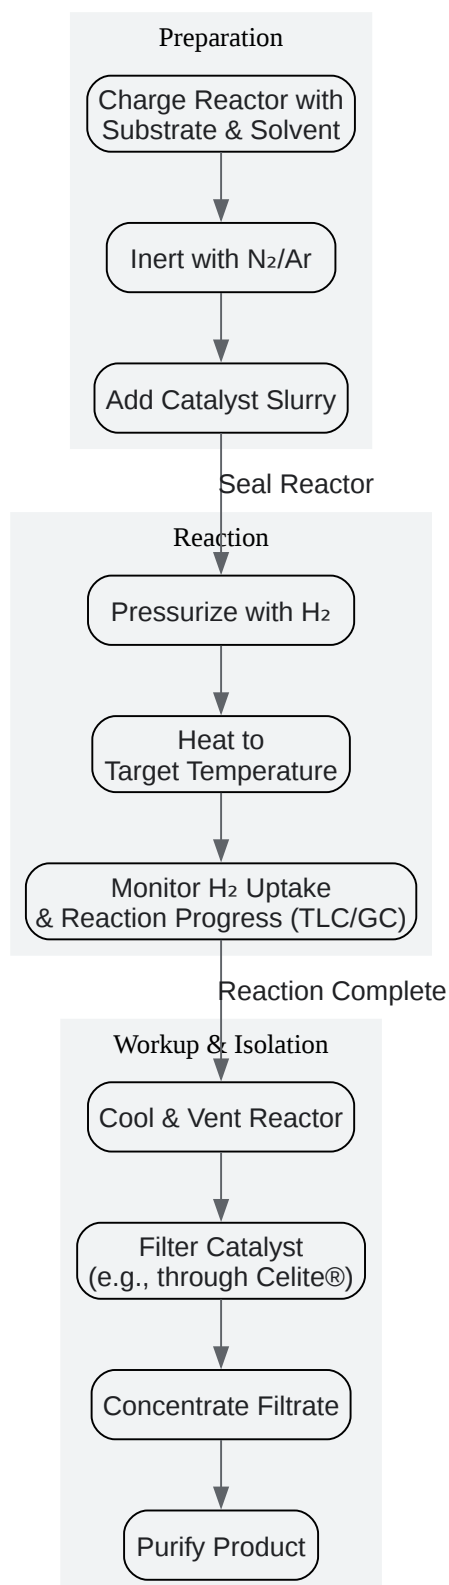 Preparation
Charge Reactor with
Substrate & Solvent
Inert with N₂/Ar
Add Catalyst Slurry
Seal Reactor
Reaction
Pressurize with H₂
Heat to
Target Temperature
Monitor H₂ Uptake
& Reaction Progress (TLC/GC)
Reaction Complete
Workup & Isolation
Cool & Vent Reactor
Filter Catalyst
(e.g., through Celite®)
Concentrate Filtrate
Purify Product